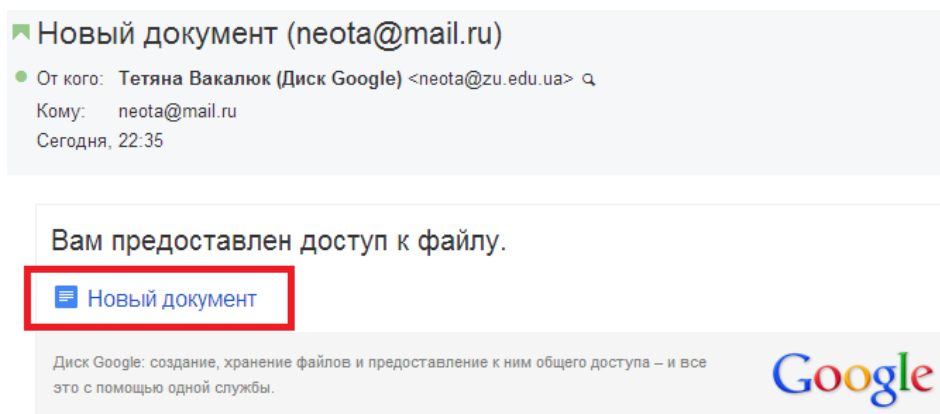 Новый документ (neota@mail.ru)
От кого: Тетяна Вакалюк (Диск Google) <neota@zu.edu.ua>
Кому: neota@mail.ru
Сегодня, 22:35
Вам предоставлен доступ к файлу.
Новый документ
Диск Google: создание, хранение файлов и предоставление к ним общего доступа – и все
это с помощью одной службы.
Google